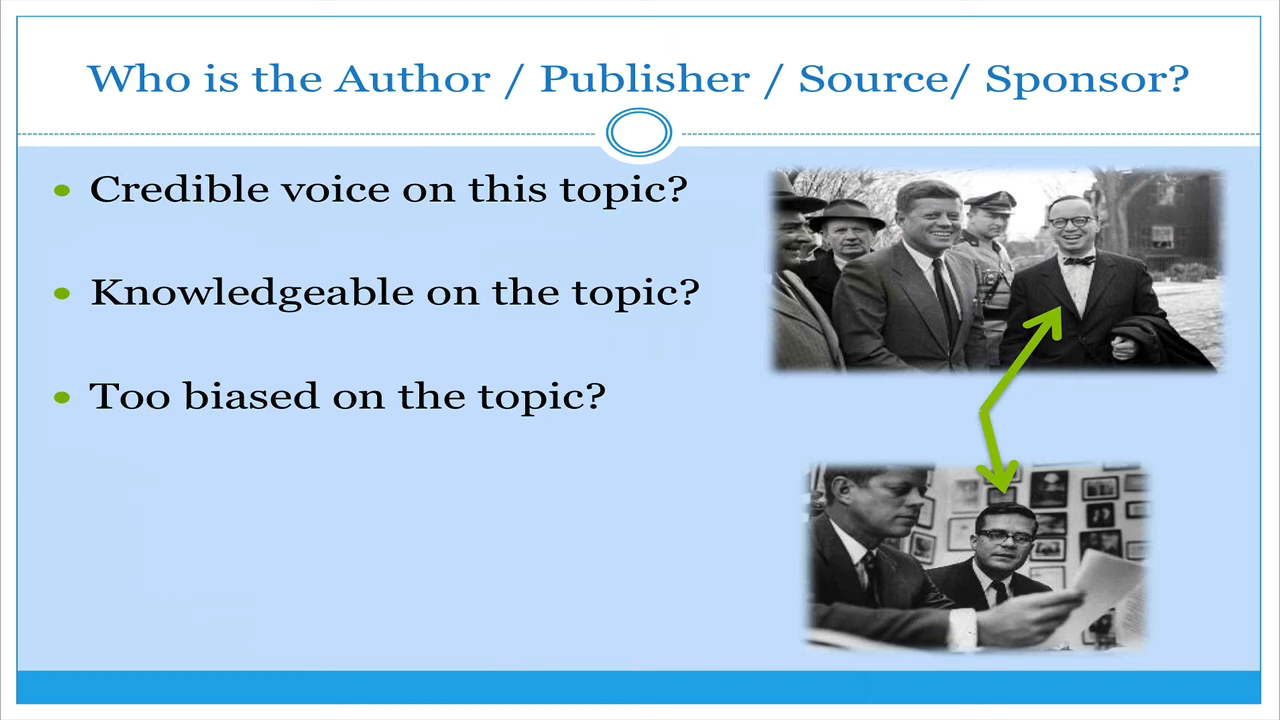 Who is the Author / Publisher / Source/ Sponsor?
Credible voice on this topic?
Knowledgeable on the topic?
Too biased on the topic?